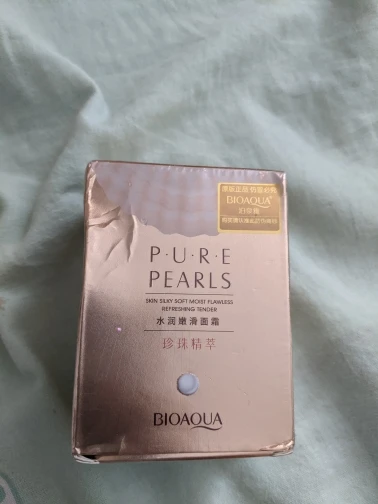 BIOAQUA
P·U·R·E
PEARLS
SKIN SILKY SOFT MOIST FLAWLESS
REFRESHING TENDER
水润嫩滑面霜
珍珠精萃
BIOAQUA